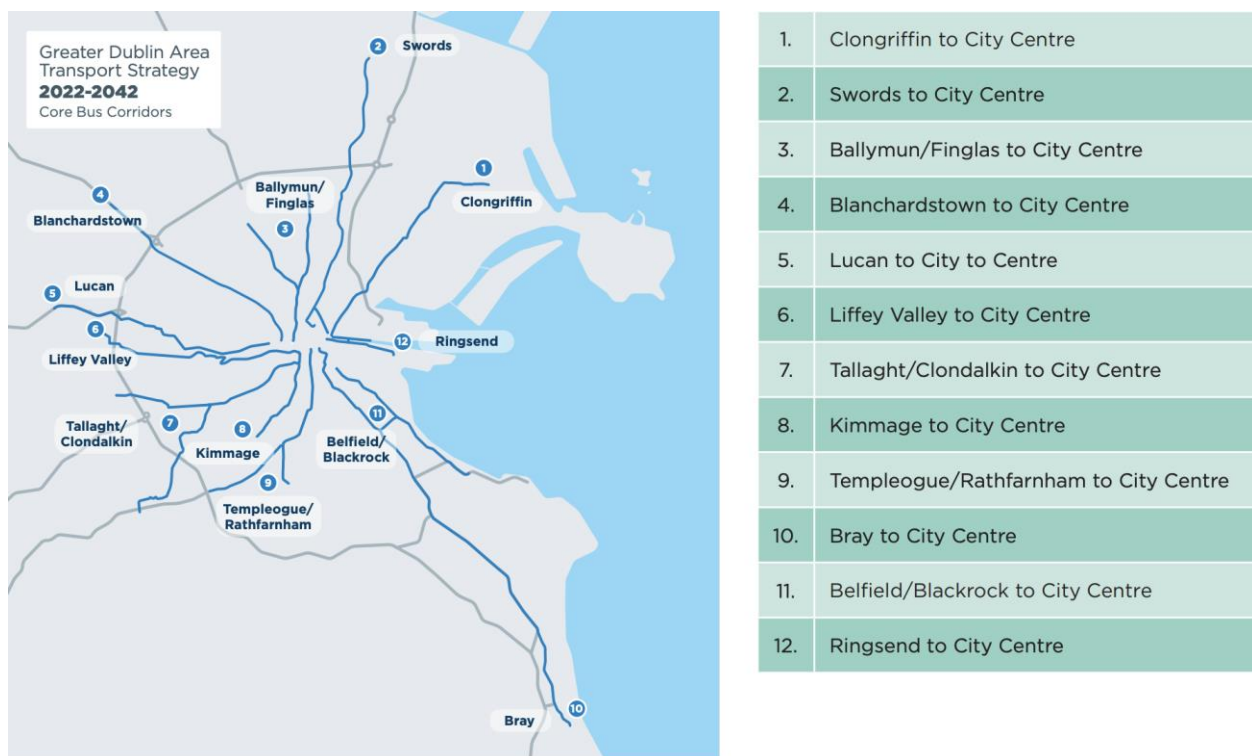 Greater Dublin Area
Transport Strategy
2022-2042
Core Bus Corridors
2
Swords
1
Clongriffin
Ballymun/
Finglas
3
4
Blanchardstown
Lucan
5
6
Liffey Valley
12
Ringsend
Tallaght/
Clondalkin
7
8
Kimmage
11
Belfield/
Blackrock
9
Templeogue/
Rathfarnham
Bray
10
1. Clongriffin to City Centre
2. Swords to City Centre
3. Ballymun/Finglas to City Centre
4. Blanchardstown to City Centre
5. Lucan to City to Centre
6. Liffey Valley to City Centre
7. Tallaght/Clondalkin to City Centre
8. Kimmage to City Centre
9. Templeogue/Rathfarnham to City Centre
10. Bray to City Centre
11. Belfield/Blackrock to City Centre
12. Ringsend to City Centre